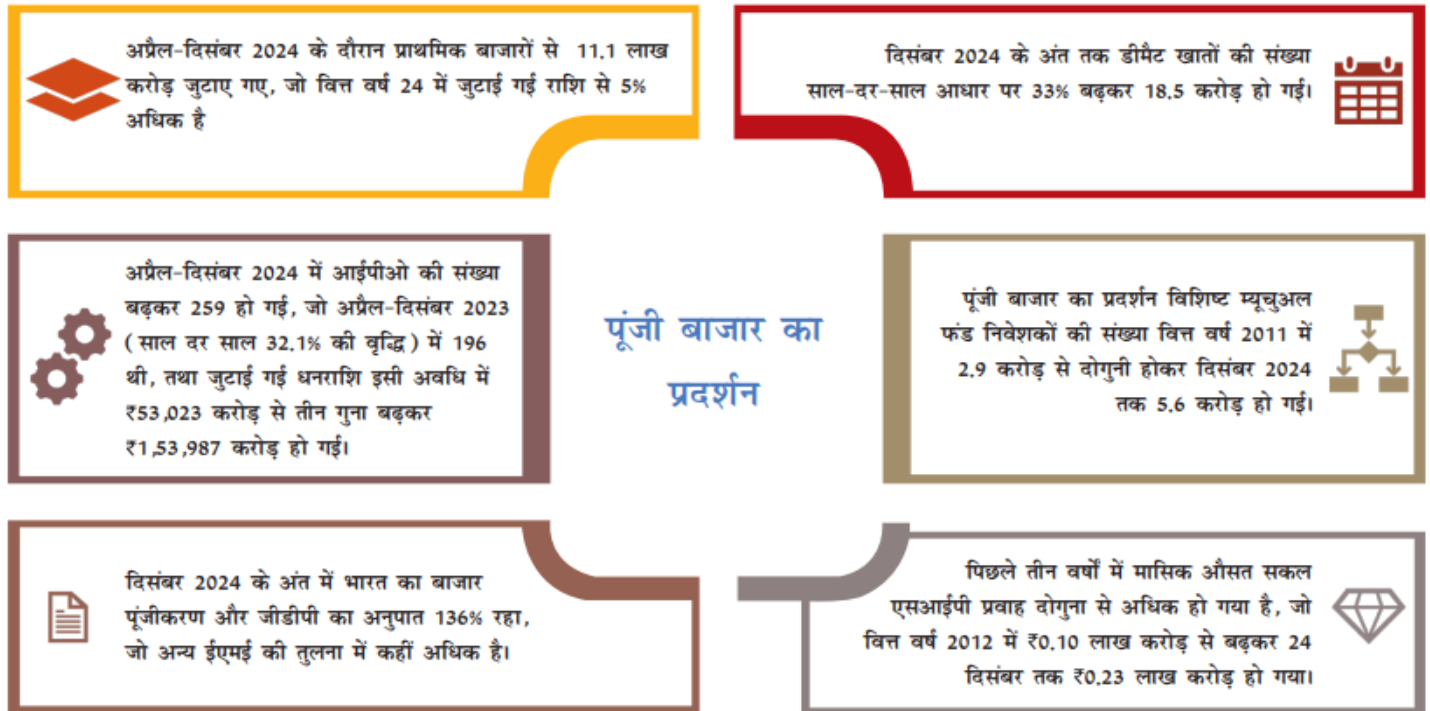 अप्रैल-दिसंबर 2024 के दौरान प्राथमिक बाजारों से 11.1 लाख
करोड़ जुटाए गए, जो वित्त वर्ष 24 में जुटाई गई राशि से 5%
अधिक है
दिसंबर 2024 के अंत तक डीमैट खातों की संख्या
साल-दर-साल आधार पर 33% बढ़कर 18.5 करोड़ हो गई।
अप्रैल-दिसंबर 2024 में आईपीओ की संख्या
बढ़कर 259 हो गई, जो अप्रैल-दिसंबर 2023
(साल दर साल 32.1% की वृद्धि) में 196
थी, तथा जुटाई गई धनराशि इसी अवधि में
₹53,023 करोड़ से तीन गुना बढ़कर
₹1,53,987 करोड़ हो गई।
पूंजी बाजार का
प्रदर्शन
पूंजी बाजार का प्रदर्शन विशिष्ट म्यूचुअल
फंड निवेशकों की संख्या वित्त वर्ष 2011 में
2.9 करोड़ से दोगुनी होकर दिसंबर 2024
तक 5.6 करोड़ हो गई।
दिसंबर 2024 के अंत में भारत का बाजार
पूंजीकरण और जीडीपी का अनुपात 136% रहा,
जो अन्य ईएमई की तुलना में कहीं अधिक है।
पिछले तीन वर्षों में मासिक औसत सकल
एसआईपी प्रवाह दोगुना से अधिक हो गया है, जो
वित्त वर्ष 2012 में ₹0.10 लाख करोड़ से बढ़कर 24
दिसंबर तक ₹0.23 लाख करोड़ हो गया।